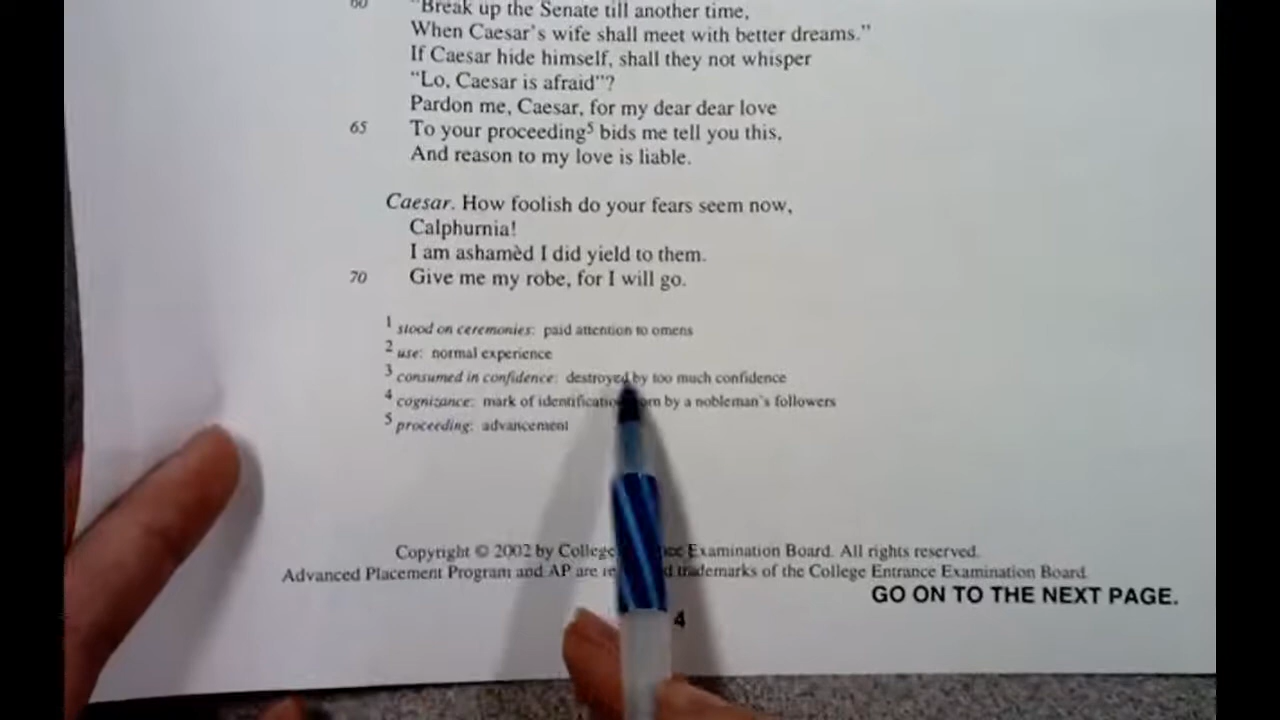 60 "Break up the Senate till another time,
When Caesar's wife shall meet with better dreams."
If Caesar hide himself, shall they not whisper
"Lo, Caesar is afraid"?
Pardon me, Caesar, for my dear dear love
65 To your proceeding⁵ bids me tell you this,
And reason to my love is liable.
Caesar. How foolish do your fears seem now,
Calphurnia!
I am ashamèd I did yield to them.
70 Give me my robe, for I will go.
1 stood on ceremonies: paid attention to omens
2 use: normal experience
3 consumed in confidence: destroyed by too much confidence
4 cognizance: mark of identification by a nobleman's followers
5 proceeding: advancement
Copyright © 2002 by College Examination Board. All rights reserved.
Advanced Placement Program and AP are trademarks of the College Entrance Examination Board.
GO ON TO THE NEXT PAGE.
4